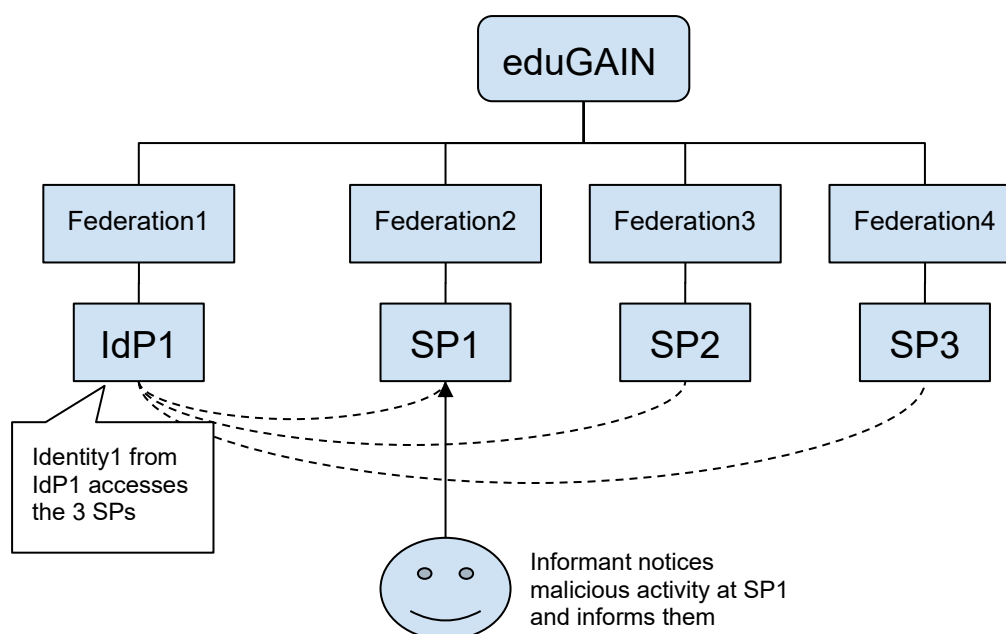 eduGAIN
Federation1
Federation2
Federation3
Federation4
IdP1
SP1
SP2
SP3
Identity1 from
IdP1 accesses
the 3 SPs
Informant notices
malicious activity at SP1
and informs them